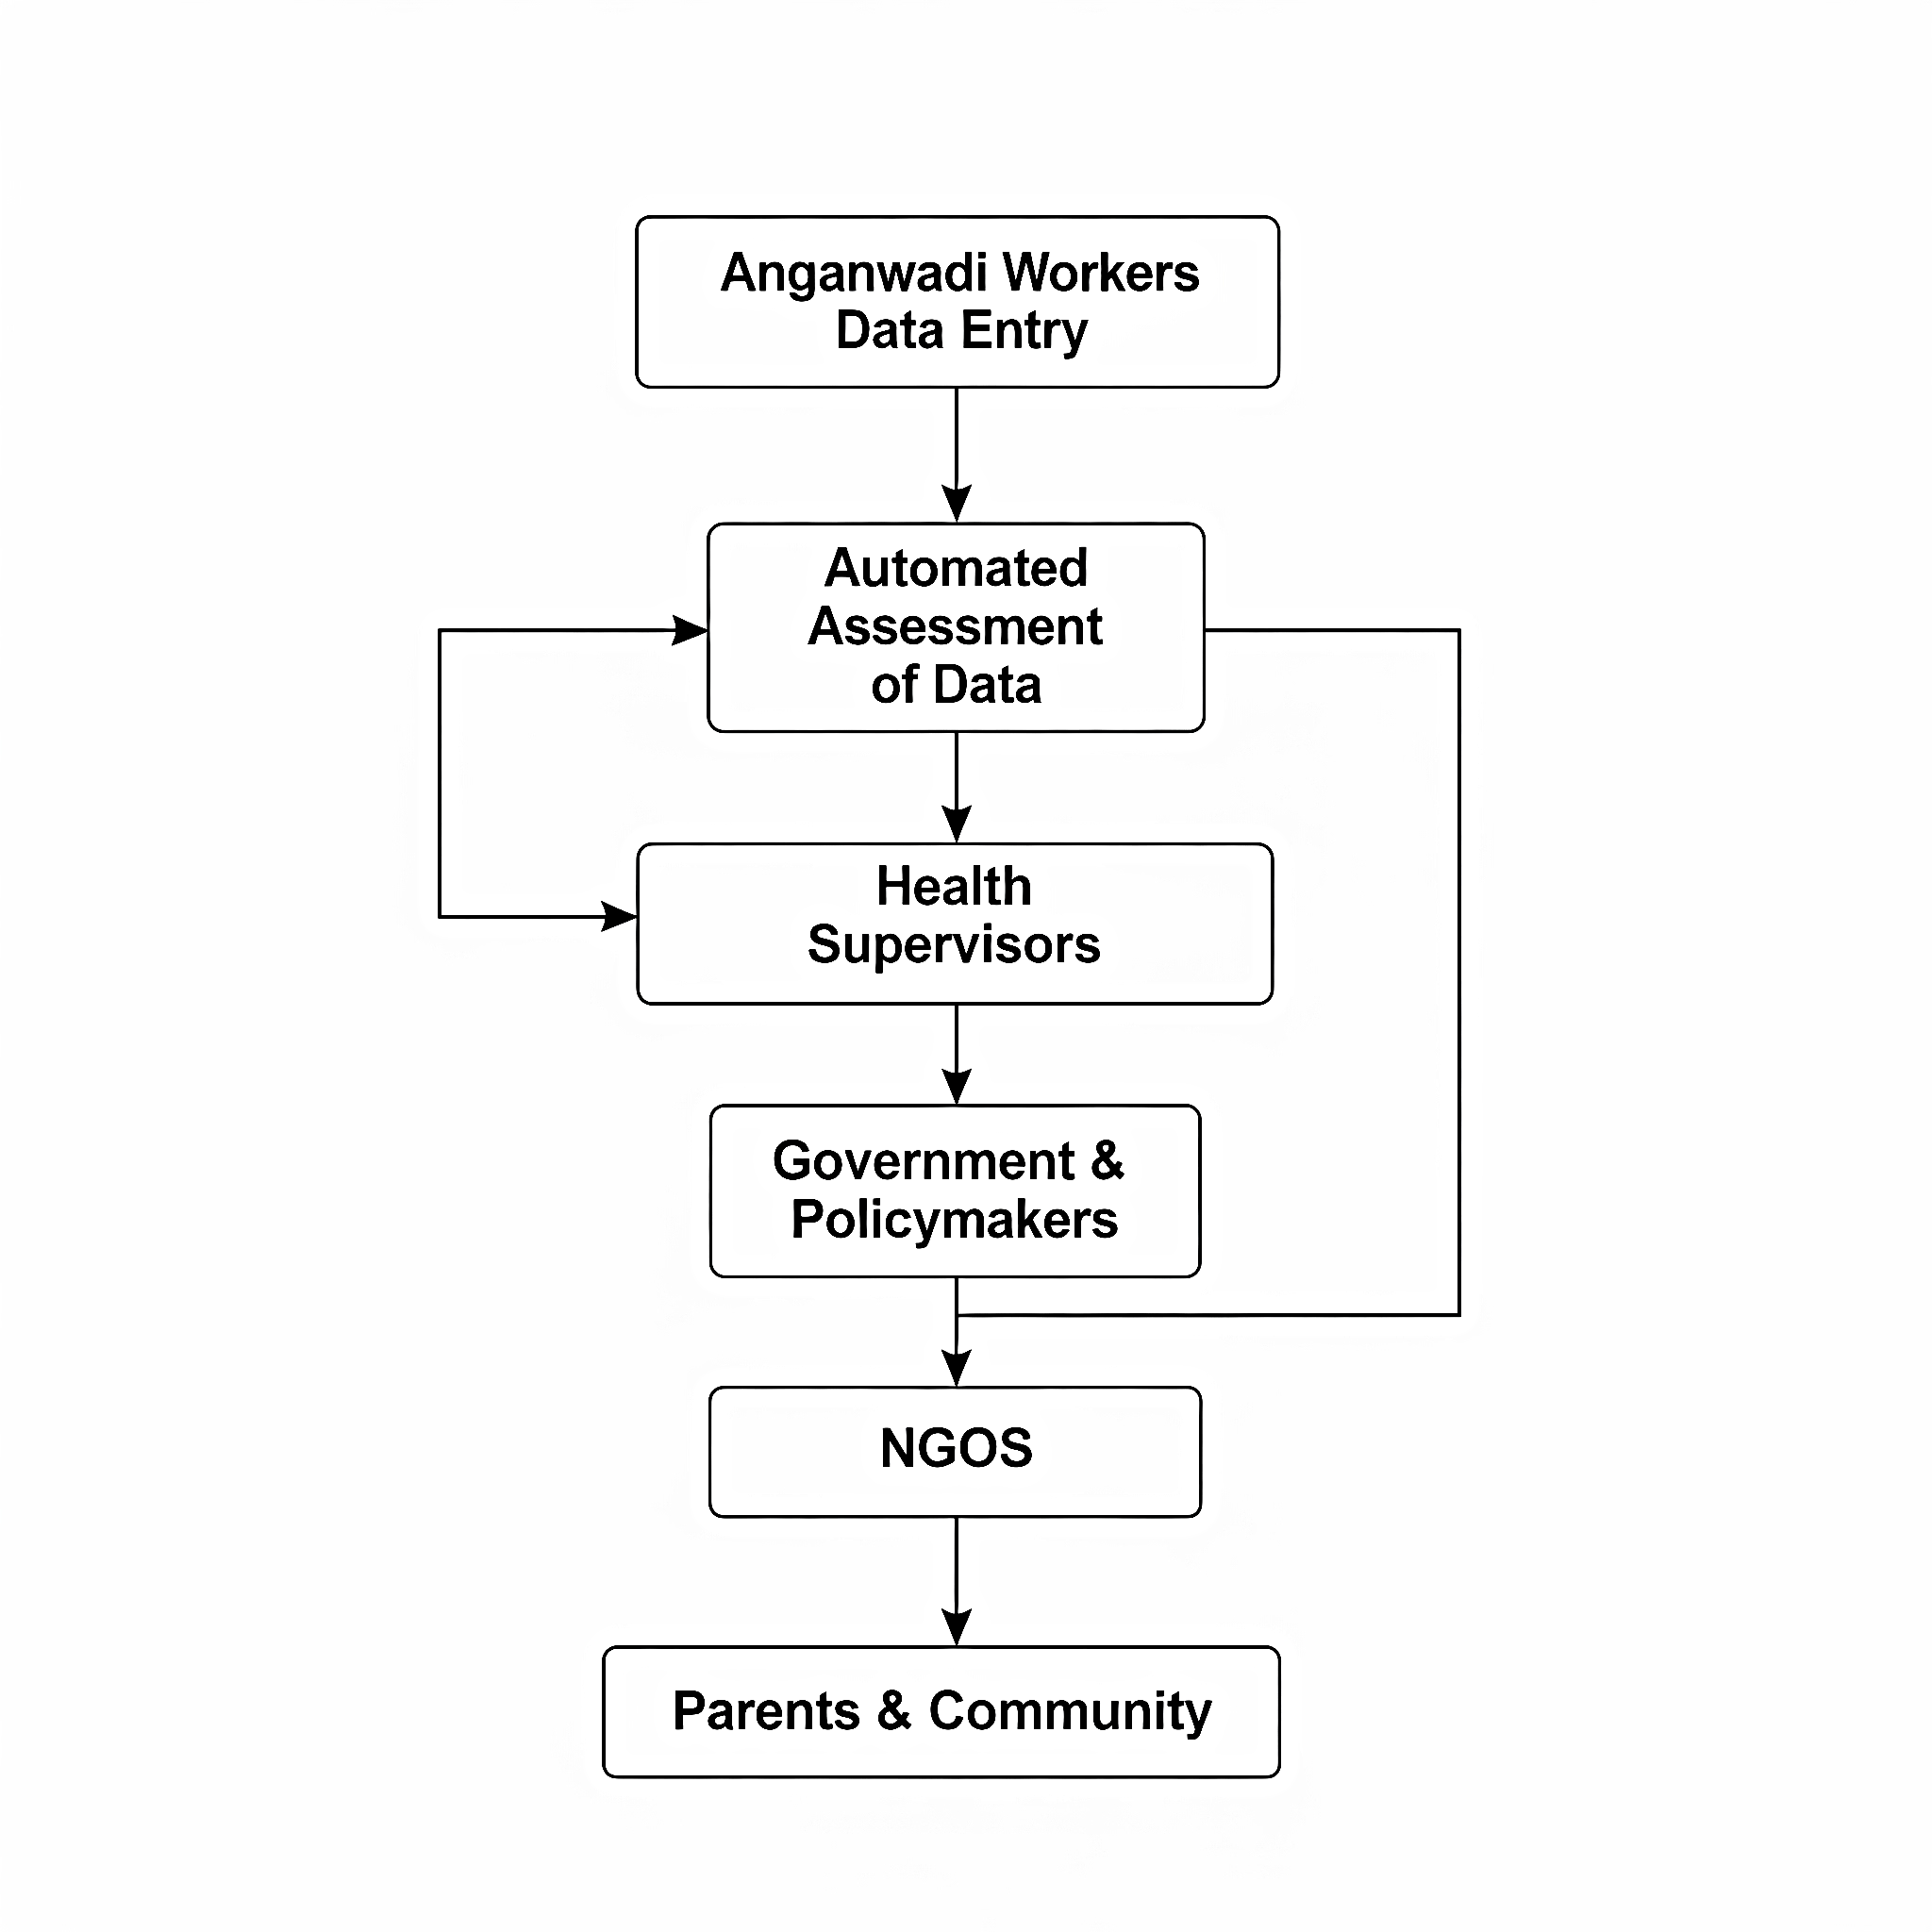 Anganwadi Workers
Data Entry
Automated
Assessment
of Data
Health
Supervisors
Government &
Policymakers
NGOS
Parents & Community